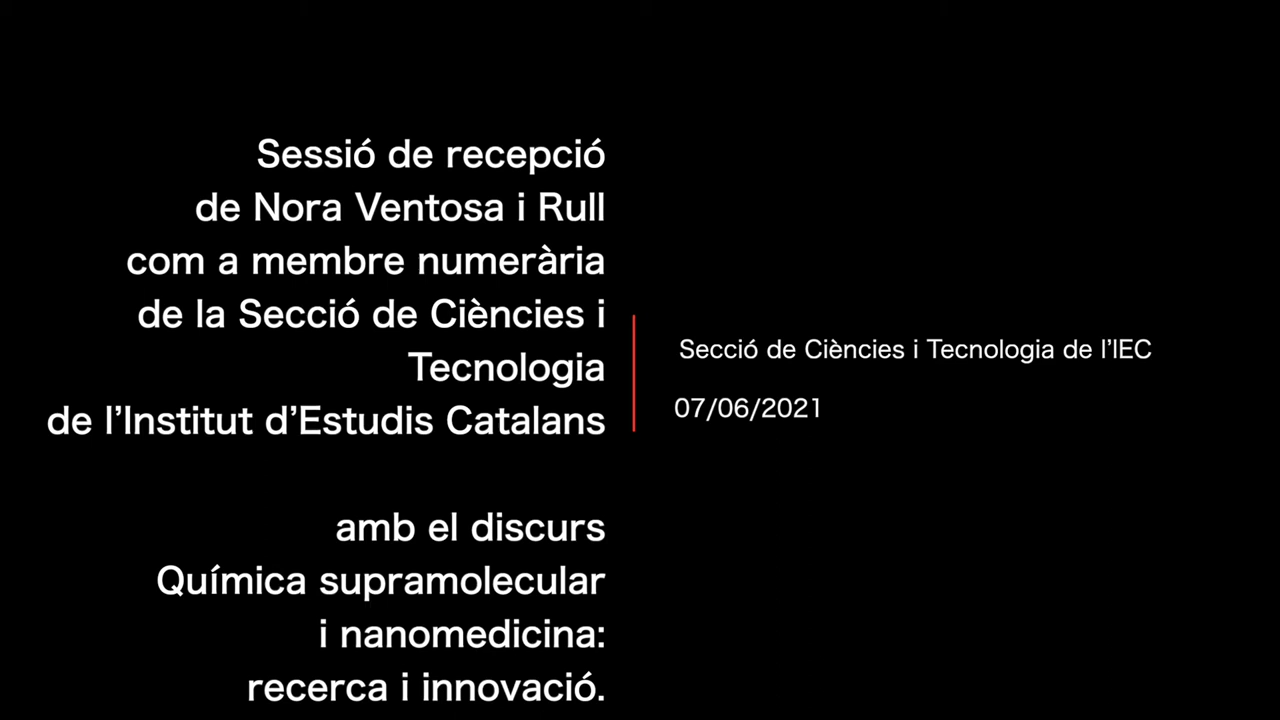 Sessió de recepció
de Nora Ventosa i Rull
com a membre numerària
de la Secció de Ciències i
Tecnologia
de l’Institut d’Estudis Catalans
amb el discurs
Química supramolecular
i nanomedicina:
recerca i innovació.
Secció de Ciències i Tecnologia de l’IEC
07/06/2021